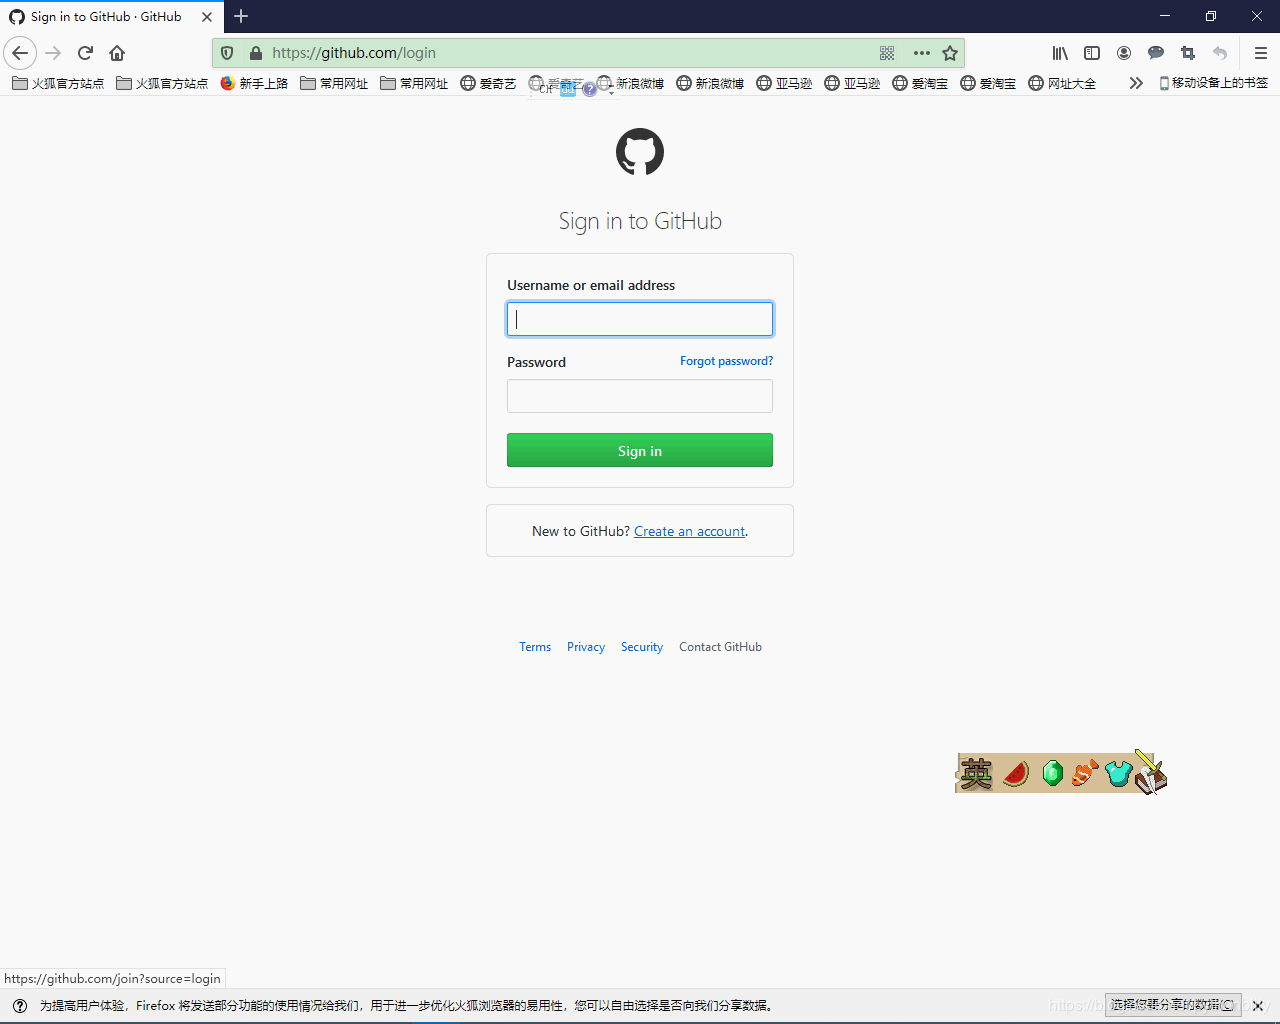 Sign in to GitHub · GitHub
https://github.com/login
火狐官方站点 火狐官方站点 新手上路 常用网址 常用网址 爱奇艺 爱奇艺 新浪微博 新浪微博 亚马逊 亚马逊 爱淘宝 爱淘宝 网址大全 移动设备上的书签
CH
Sign in to GitHub
Username or email address
Password Forgot password?
Sign in
New to GitHub? Create an account.
Terms Privacy Security Contact GitHub
英
https://github.com/join?source=login
为提高用户体验，Firefox 将发送部分功能的使用情况给我们，用于进一步优化火狐浏览器的易用性，您可以自由选择是否向我们分享数据。 选择您要分享的数据(C)